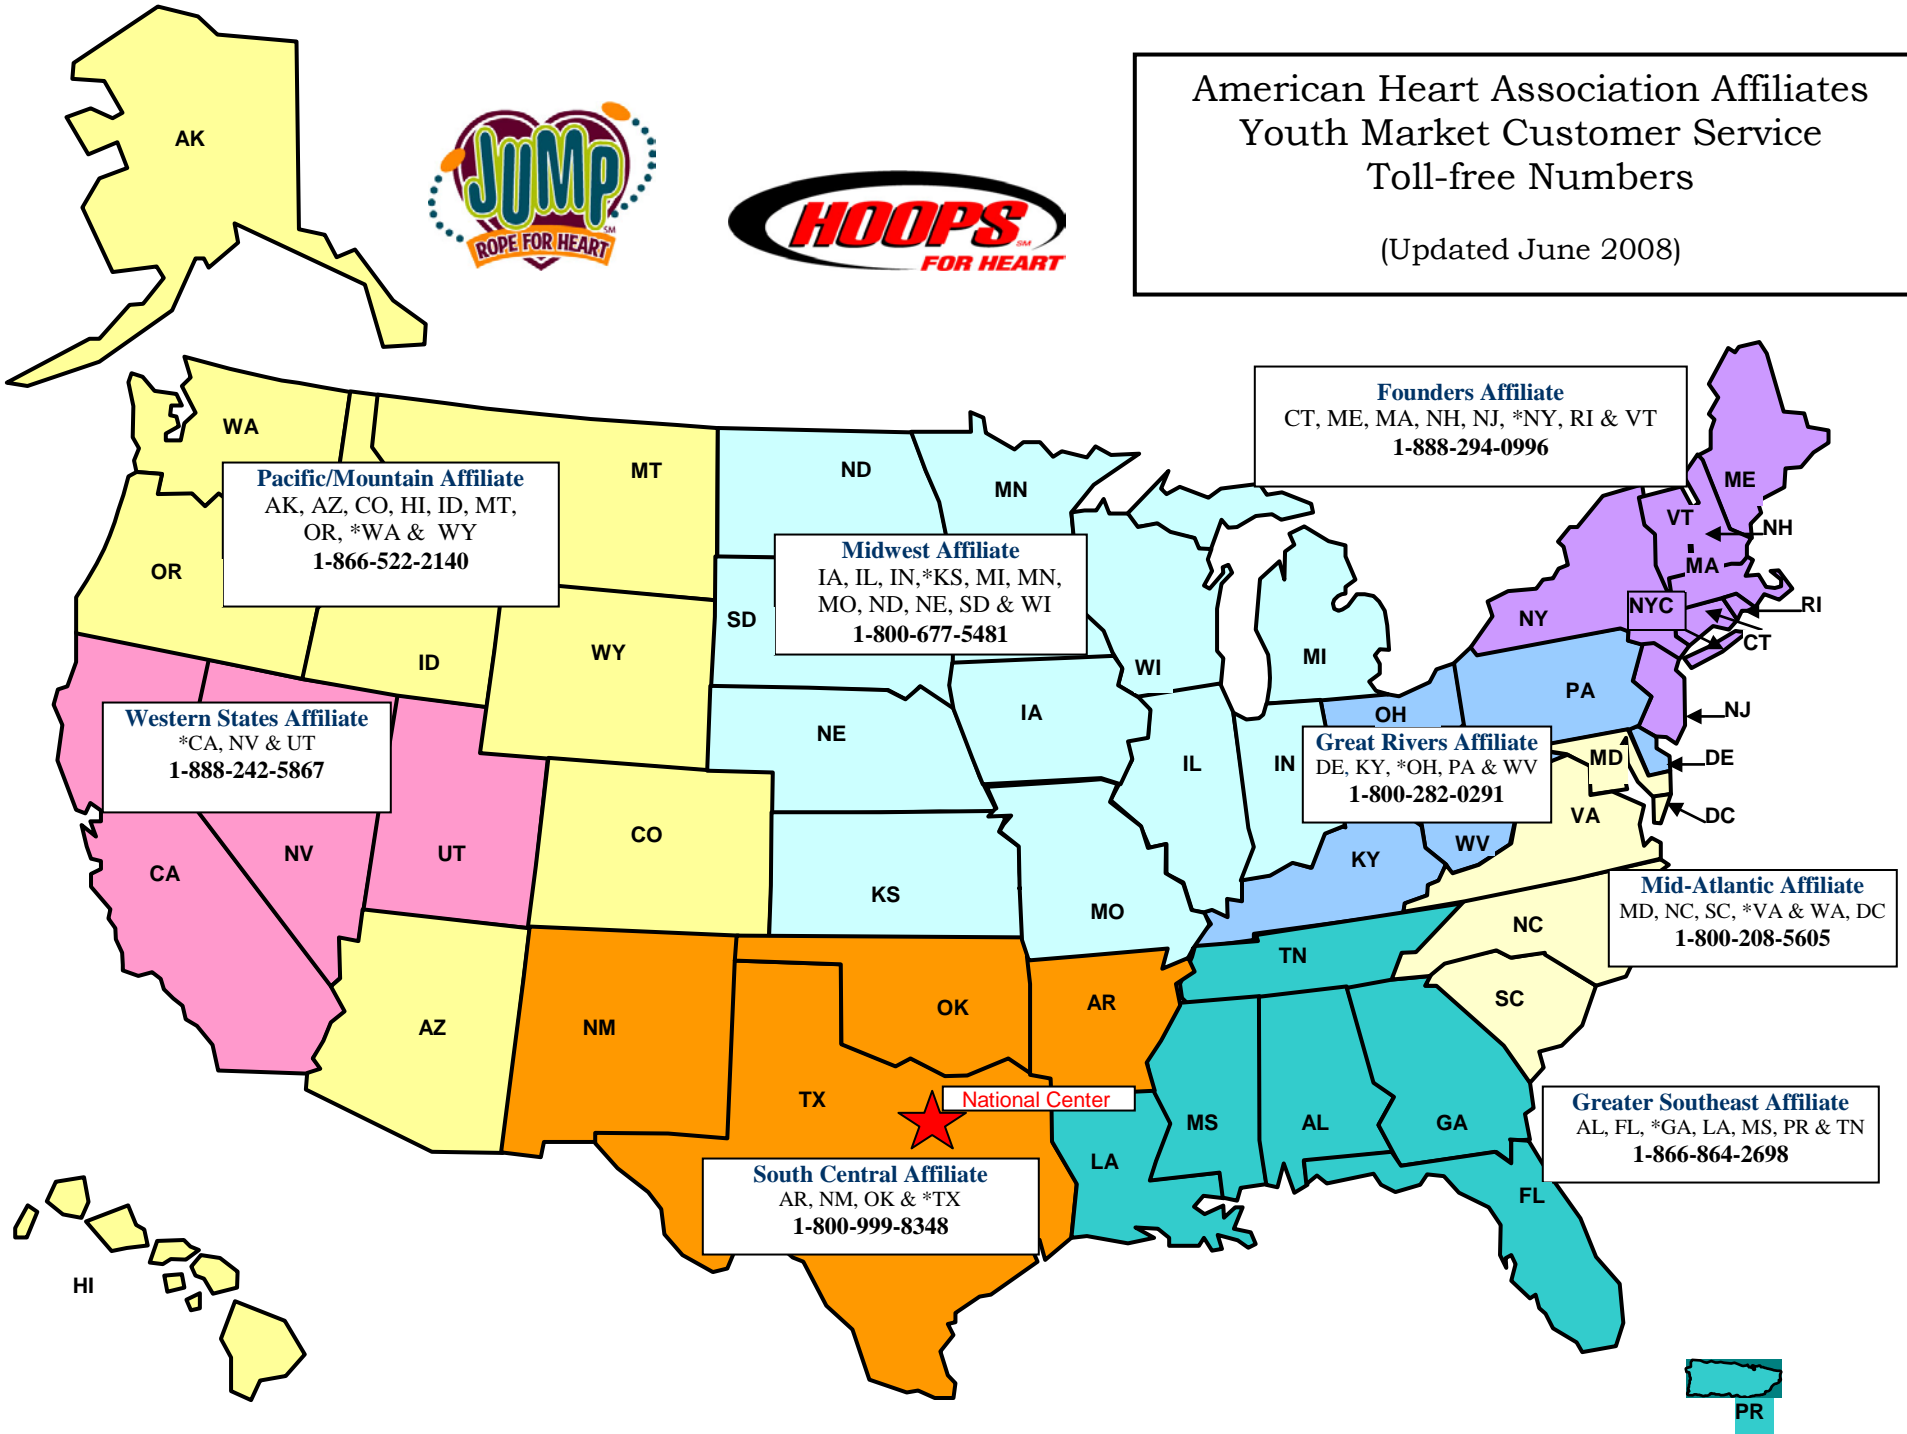 American Heart Association Affiliates
Youth Market Customer Service
Toll-free Numbers
(Updated June 2008)
JUMP
SM
ROPE FOR HEART
HOOPS
SM
FOR HEART
AK
Founders Affiliate
CT, ME, MA, NH, NJ, *NY, RI & VT
1-888-294-0996
WA
MT
ND
MN
ME
VT
NH
Pacific/Mountain Affiliate
AK, AZ, CO, HI, ID, MT,
OR, *WA & WY
1-866-522-2140
OR
Midwest Affiliate
IA, IL, IN,*KS, MI, MN,
MO, ND, NE, SD & WI
1-800-677-5481
MA
NYC
RI
NY
CT
SD
ID
WY
WI
MI
PA
NJ
Western States Affiliate
*CA, NV & UT
1-888-242-5867
NE
IA
IL
IN
OH
Great Rivers Affiliate
DE, KY, *OH, PA & WV
1-800-282-0291
MD
DE
DC
VA
CO
NV
UT
CA
KS
MO
KY
WV
Mid-Atlantic Affiliate
MD, NC, SC, *VA & WA, DC
1-800-208-5605
NC
TN
SC
AZ
NM
OK
AR
TX
National Center
MS
AL
GA
LA
Greater Southeast Affiliate
AL, FL, *GA, LA, MS, PR & TN
1-866-864-2698
FL
South Central Affiliate
AR, NM, OK & *TX
1-800-999-8348
HI
PR